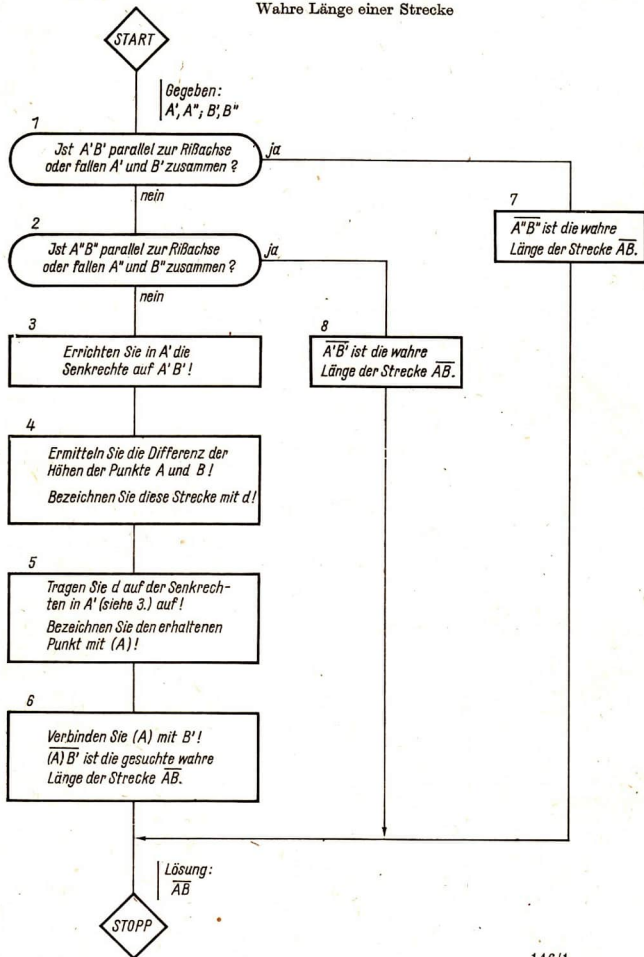 Wahre Länge einer Strecke
START
Gegeben:
A', A"; B', B"
1
Jst A'B' parallel zur Rißachse
oder fallen A' und B' zusammen ?
ja
nein
2
Jst A"B" parallel zur Rißachse
oder fallen A" und B" zusammen ?
ja
nein
7
A"B" ist die wahre
Länge der Strecke AB.
3
Errichten Sie in A' die
Senkrechte auf A'B' !
8
A'B' ist die wahre
Länge der Strecke AB.
4
Ermitteln Sie die Differenz der
Höhen der Punkte A und B !
Bezeichnen Sie diese Strecke mit d!
5
Tragen Sie d auf der Senkrech-
ten in A' (siehe 3.) auf !
Bezeichnen Sie den erhaltenen
Punkt mit (A) !
6
Verbinden Sie (A) mit B' !
(A) B' ist die gesuchte wahre
Länge der Strecke AB.
Lösung:
AB
STOPP